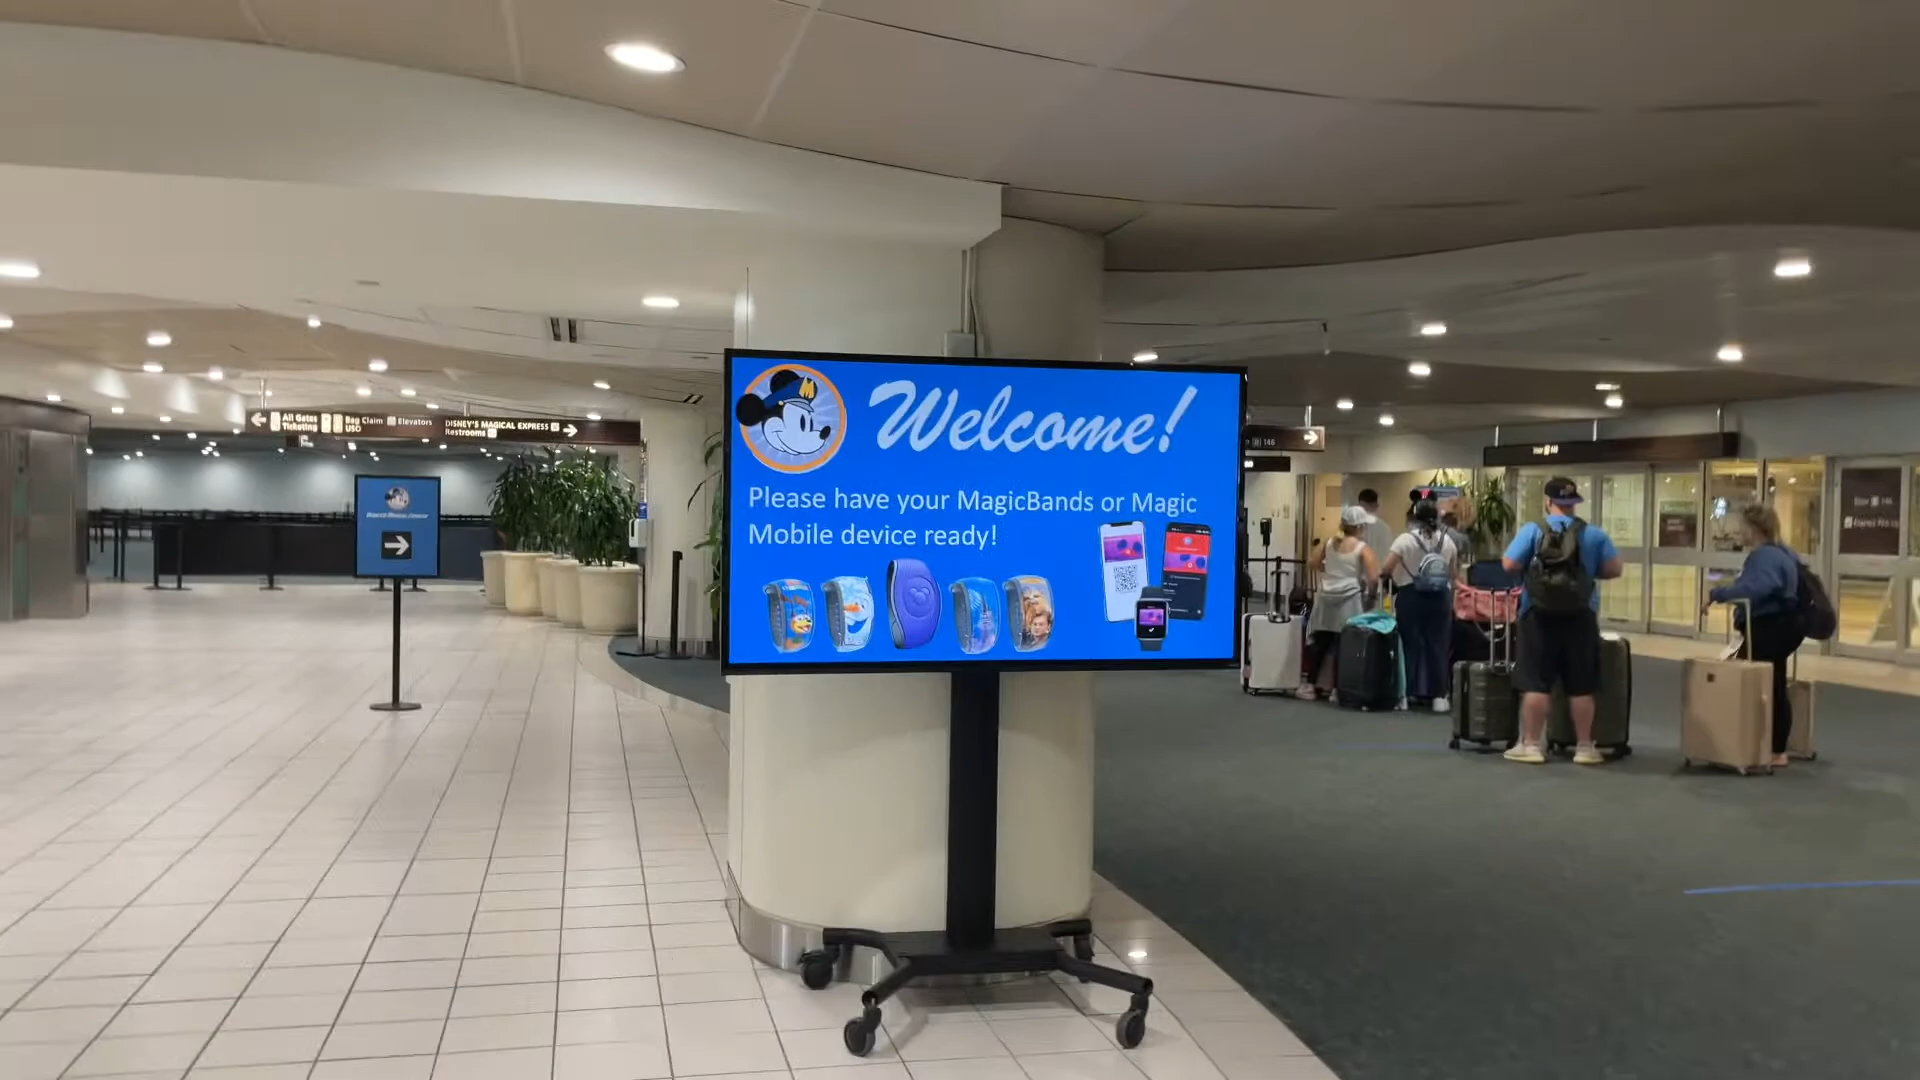 Welcome!
Please have your MagicBands or Magic
Mobile device ready!
All Gates
Ticketing
Bag Claim
USO
Elevators
DISNEY'S MAGICAL EXPRESS
Restrooms
146